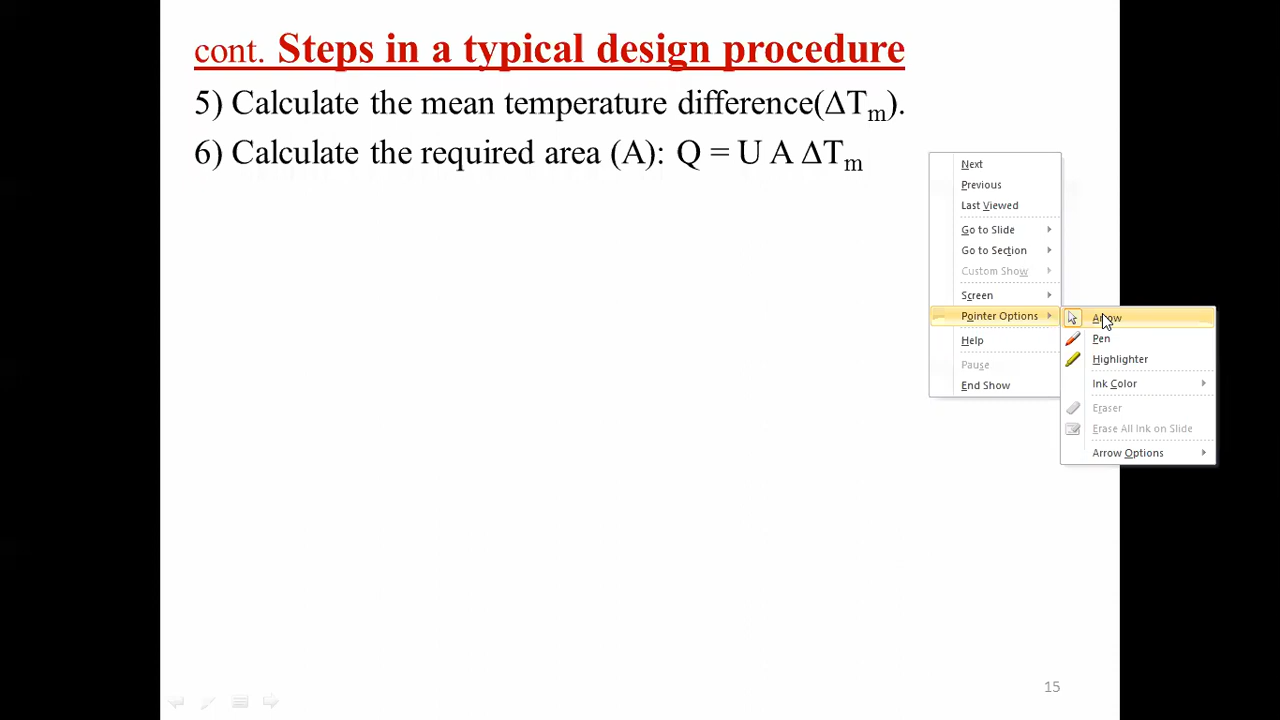 cont. Steps in a typical design procedure
5) Calculate the mean temperature difference(ΔTm).
6) Calculate the required area (A): Q = U A ΔTm
Next
Previous
Last Viewed
Go to Slide
Go to Section
Custom Show
Screen
Pointer Options
Help
Pause
End Show
Arrow
Pen
Highlighter
Ink Color
Eraser
Erase All Ink on Slide
Arrow Options
15